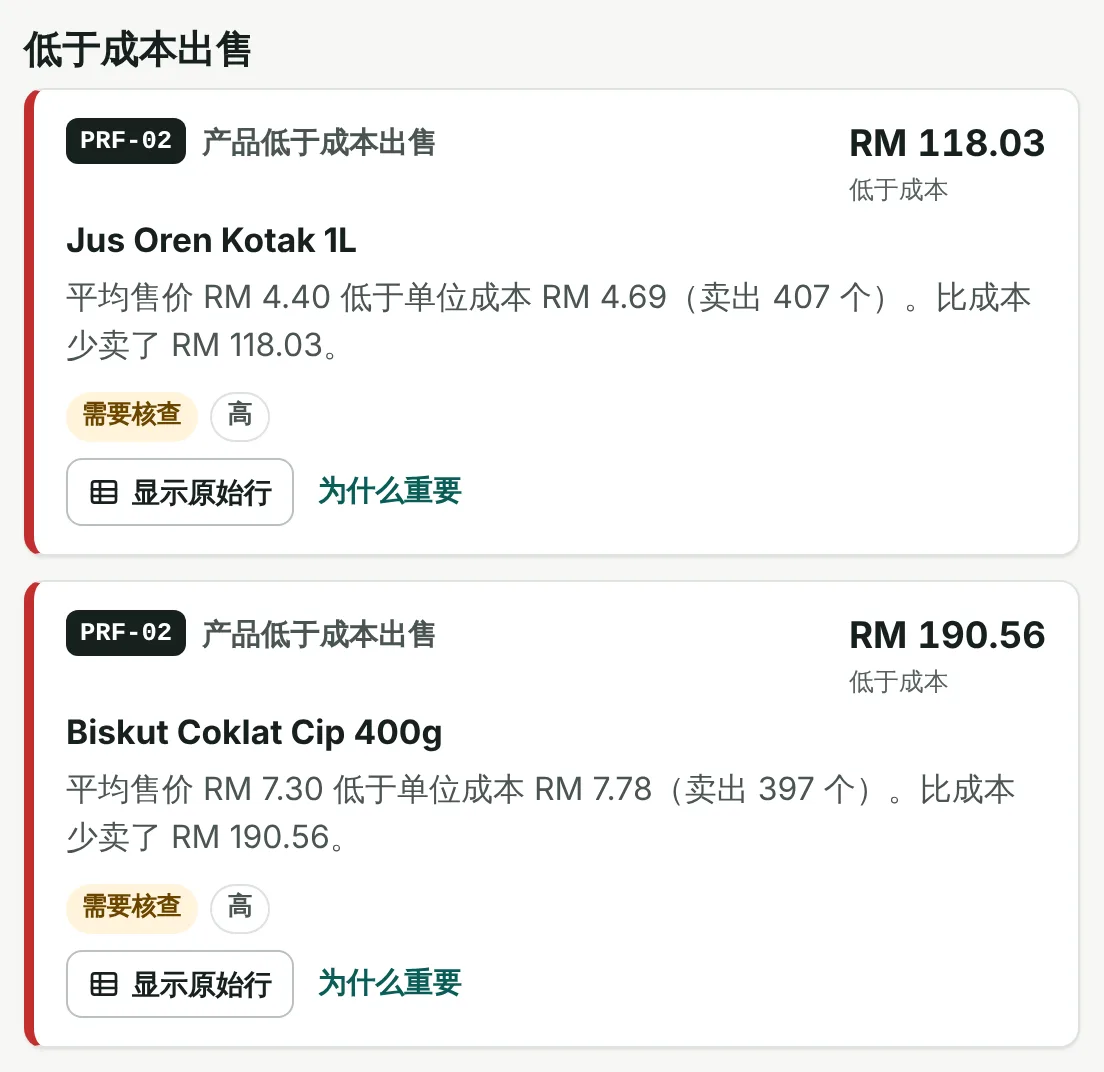 低于成本出售
PRF-02 产品低于成本出售
RM 118.03
低于成本
Jus Oren Kotak 1L
平均售价 RM 4.40 低于单位成本 RM 4.69（卖出 407 个）。比成本
少卖了 RM 118.03。
需要核查 高
显示原始行 为什么重要
PRF-02 产品低于成本出售
RM 190.56
低于成本
Biskut Coklat Cip 400g
平均售价 RM 7.30 低于单位成本 RM 7.78（卖出 397 个）。比成本
少卖了 RM 190.56。
需要核查 高
显示原始行 为什么重要